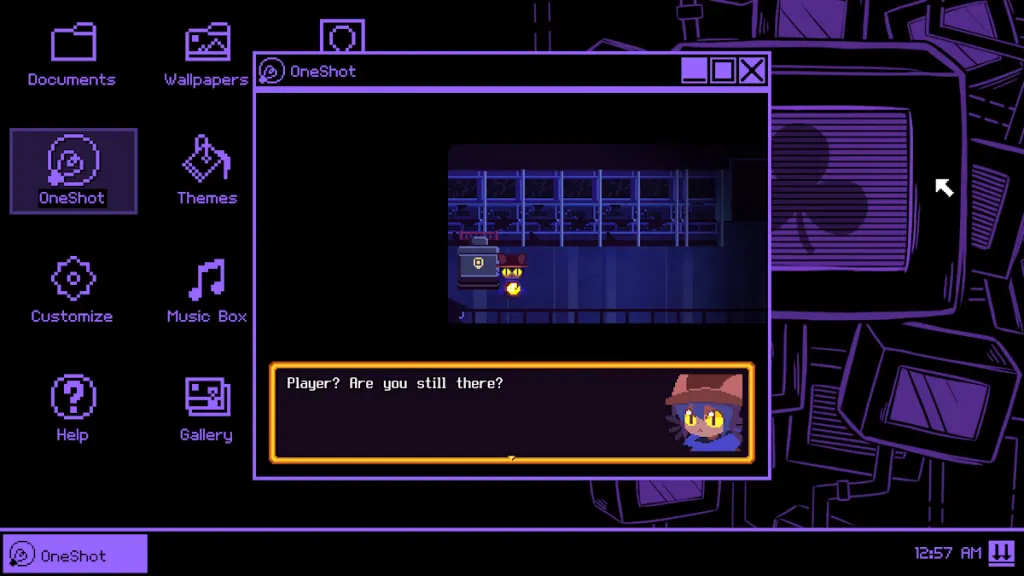 Documents
Wallpapers
OneShot
Themes
Customize
Music Box
Help
Gallery
OneShot
Player? Are you still there?
OneShot
12:57 AM